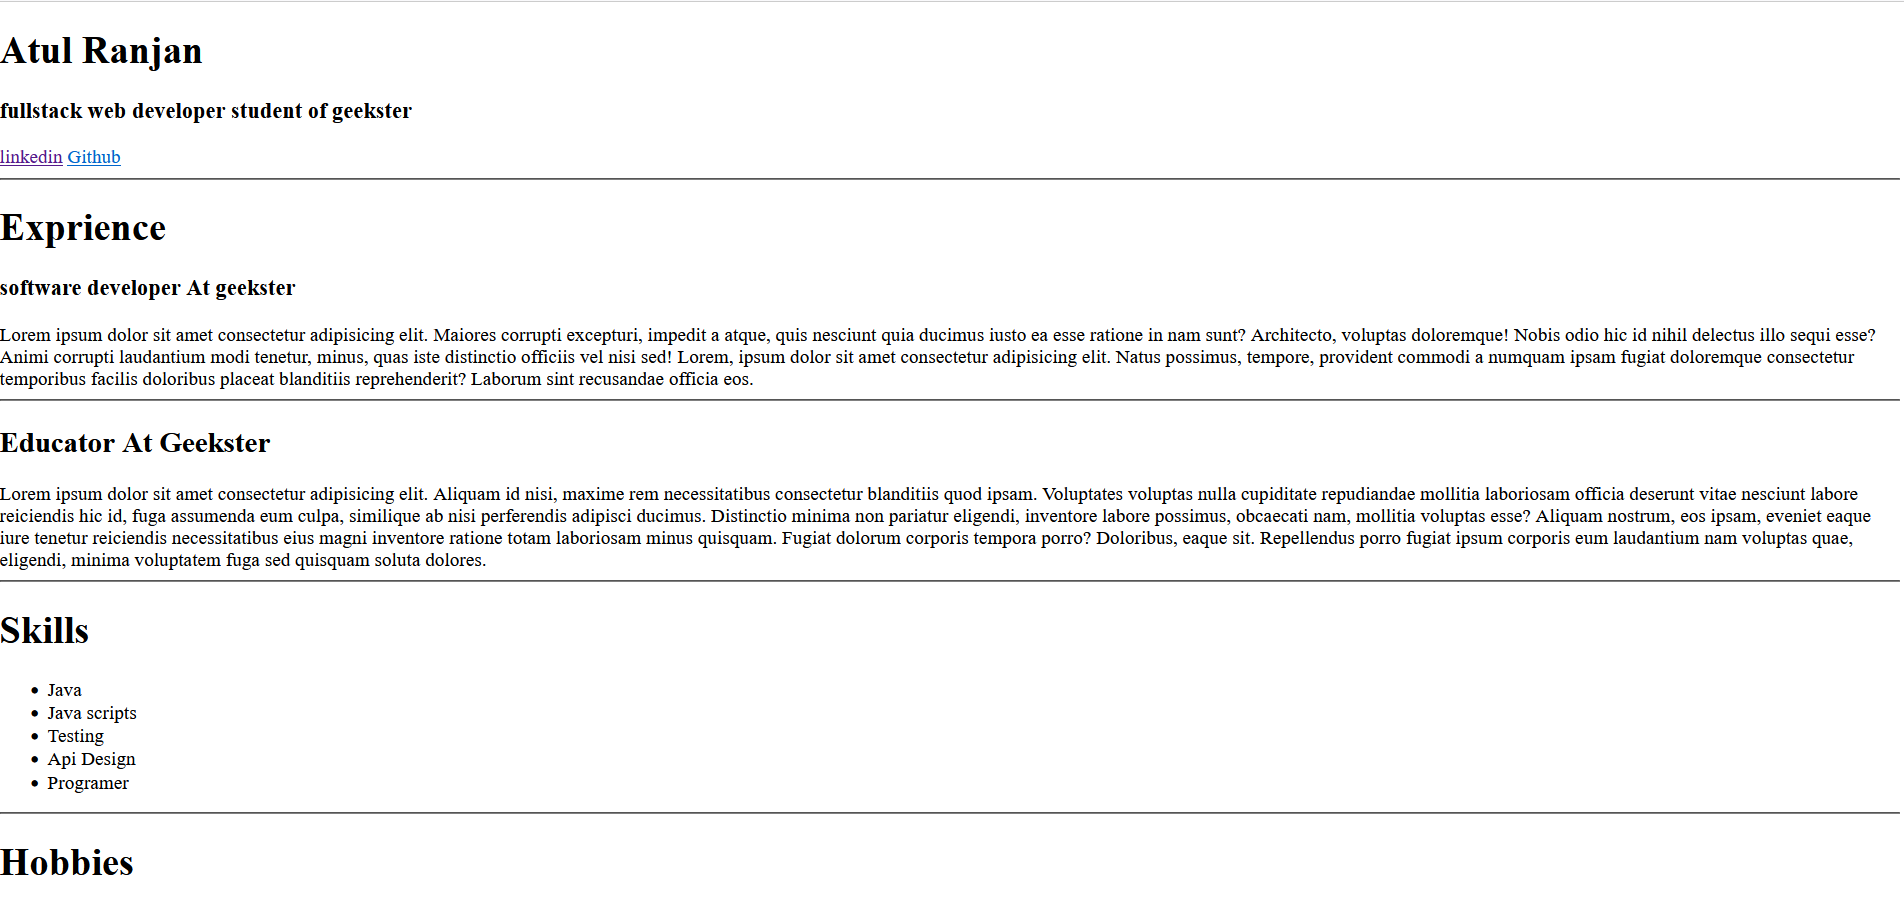 Atul Ranjan
fullstack web developer student of geekster
linkedin Github
Exprience
software developer At geekster
Lorem ipsum dolor sit amet consectetur adipisicing elit. Maiores corrupti excepturi, impedit a atque, quis nesciunt quia ducimus iusto ea esse ratione in nam sunt? Architecto, voluptas doloremque! Nobis odio hic id nihil delectus illo sequi esse?
Animi corrupti laudantium modi tenetur, minus, quas iste distinctio officiis vel nisi sed! Lorem, ipsum dolor sit amet consectetur adipisicing elit. Natus possimus, tempore, provident commodi a numquam ipsam fugiat doloremque consectetur
temporibus facilis doloribus placeat blanditiis reprehenderit? Laborum sint recusandae officia eos.
Educator At Geekster
Lorem ipsum dolor sit amet consectetur adipisicing elit. Aliquam id nisi, maxime rem necessitatibus consectetur blanditiis quod ipsam. Voluptates voluptas nulla cupiditate repudiandae mollitia laboriosam officia deserunt vitae nesciunt labore
reiciendis hic id, fuga assumenda eum culpa, similique ab nisi perferendis adipisci ducimus. Distinctio minima non pariatur eligendi, inventore labore possimus, obcaecati nam, mollitia voluptas esse? Aliquam nostrum, eos ipsam, eveniet eaque
iure tenetur reiciendis necessitatibus eius magni inventore ratione totam laboriosam minus quisquam. Fugiat dolorum corporis tempora porro? Doloribus, eaque sit. Repellendus porro fugiat ipsum corporis eum laudantium nam voluptas quae,
eligendi, minima voluptatem fuga sed quisquam soluta dolores.
Skills
• Java
• Java scripts
• Testing
• Api Design
• Programer
Hobbies